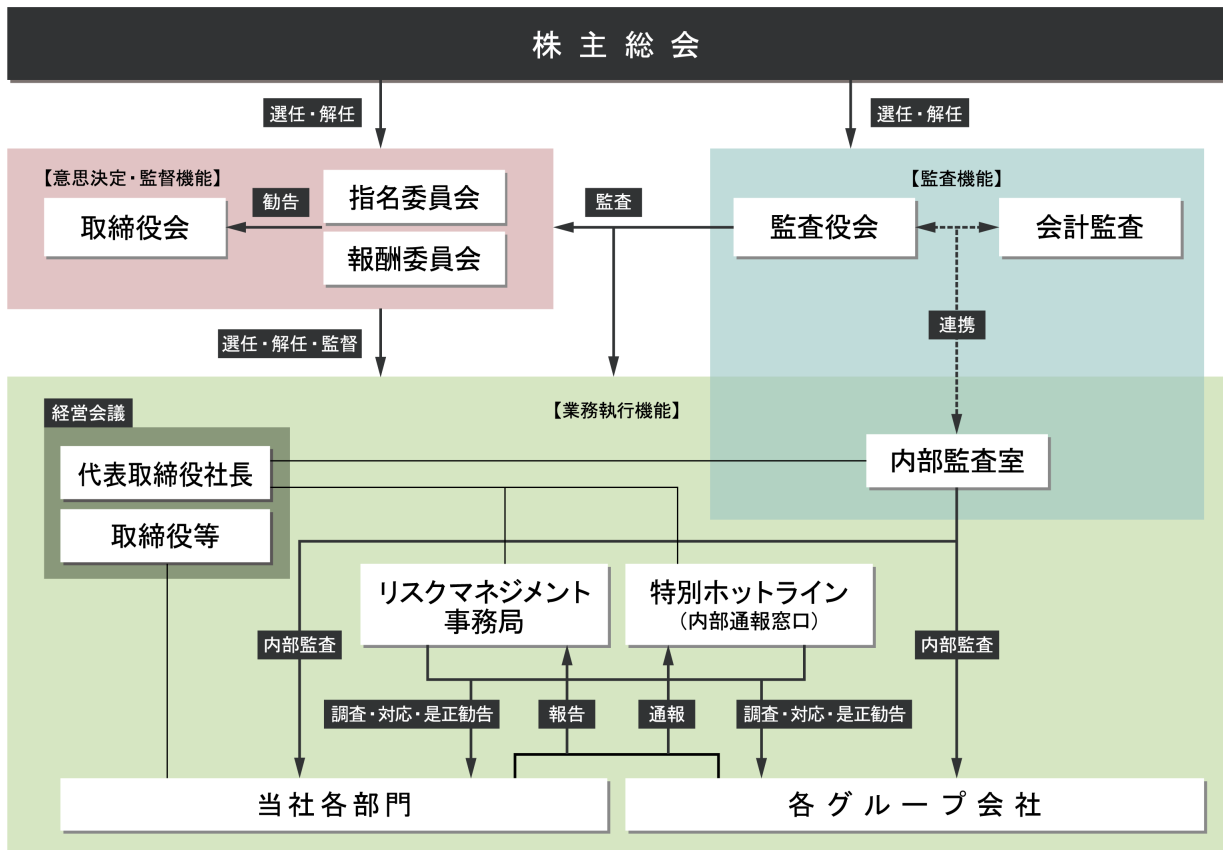 株主総会
選任・解任
選任・解任
【意思決定・監督機能】
取締役会
勧告
指名委員会
報酬委員会
監査
【監査機能】
監査役会
会計監査
連携
選任・解任・監督
【業務執行機能】
経営会議
代表取締役社長
取締役等
内部監査室
リスクマネジメント
事務局
特別ホットライン
（内部通報窓口）
内部監査
内部監査
調査・対応・是正勧告
報告
通報
調査・対応・是正勧告
当社各部門
各グループ会社